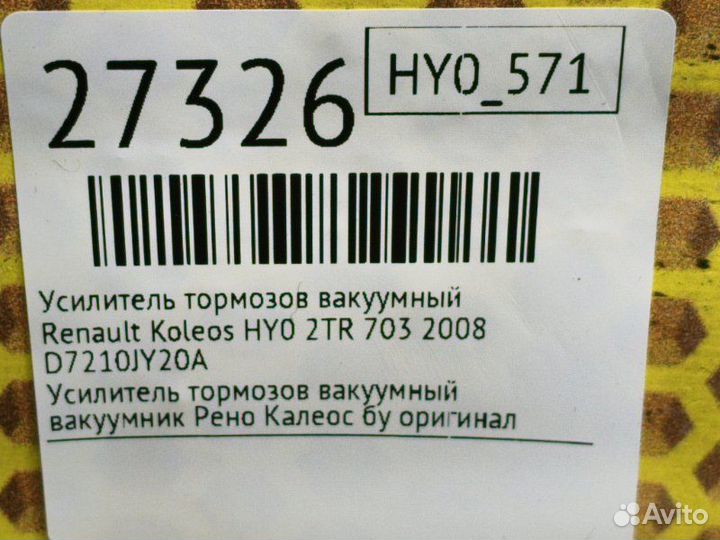 27326
HY0_571
Усилитель тормозов вакуумный
Renault Koleos HY0 2TR 703 2008
D7210JY20A
Усилитель тормозов вакуумный
вакуумник Рено Калеос бу оригинал
Avito